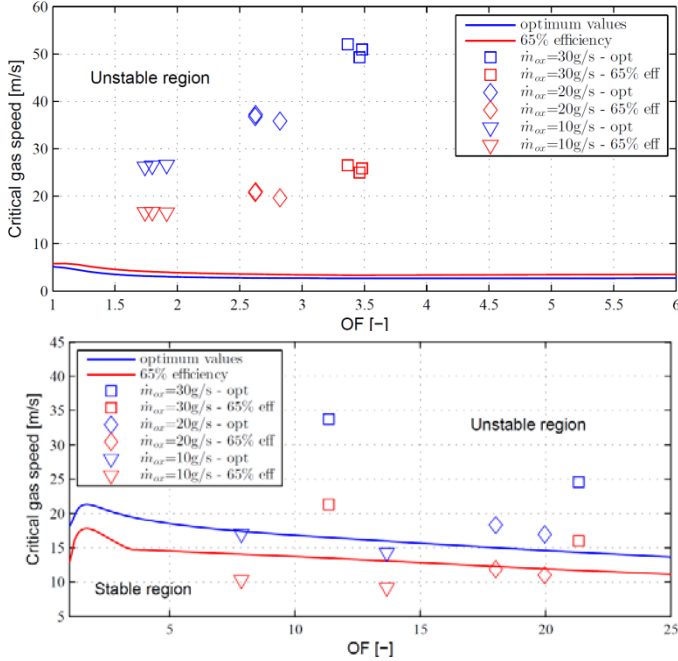 60
50
40
30
20
10
0
Critical gas speed [m/s]
Unstable region
optimum values
65% efficiency
ṁox=30g/s - opt
ṁox=30g/s - 65% eff
ṁox=20g/s - opt
ṁox=20g/s - 65% eff
ṁox=10g/s - opt
ṁox=10g/s - 65% eff
1 1.5 2 2.5 3 3.5 4 4.5 5 5.5 6
OF [−]
45
40
35
30
25
20
15
10
5
Critical gas speed [m/s]
optimum values
65% efficiency
ṁox=30g/s - opt
ṁox=30g/s - 65% eff
ṁox=20g/s - opt
ṁox=20g/s - 65% eff
ṁox=10g/s - opt
ṁox=10g/s - 65% eff
Unstable region
Stable region
5 10 15 20 25
OF [−]